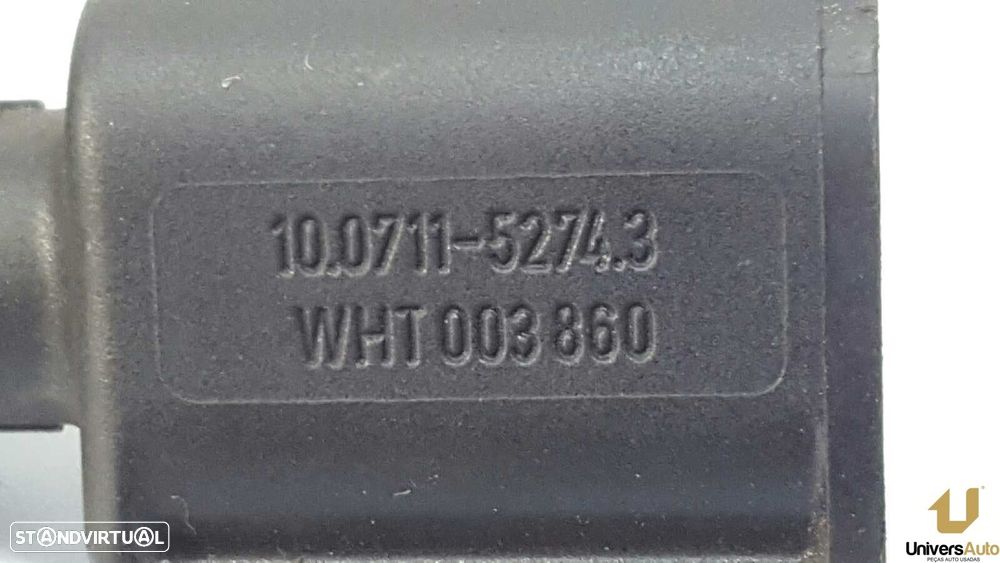 10.0711-5274.3
WHT 003 860
STANDVIRTUAL
UniversAuto
PEÇAS AUTO USADAS